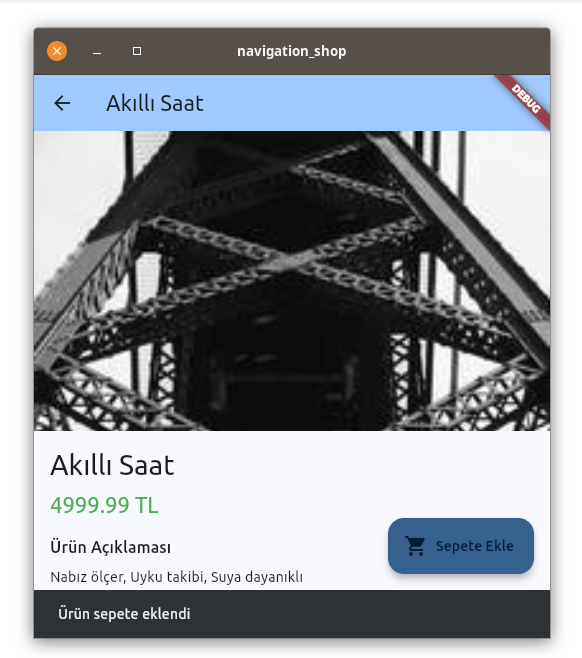 navigation_shop
Akıllı Saat
DEBUG
Akıllı Saat
4999.99 TL
Ürün Açıklaması
Sepete Ekle
Nabız ölçer, Uyku takibi, Suya dayanıklı
Ürün sepete eklendi